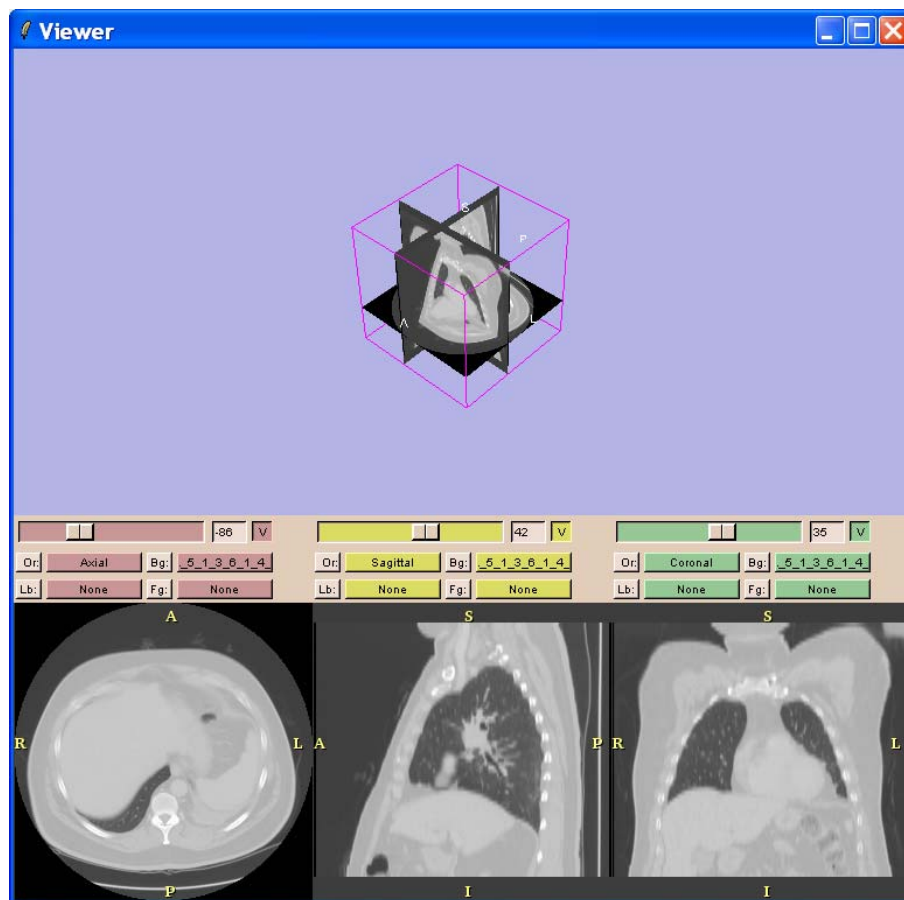 Viewer
S
P
A
L
-86 V 42 V 35 V
Or: Axial Bg: _5_1_3_6_1_4_ Or: Sagittal Bg: _5_1_3_6_1_4_ Or: Coronal Bg: _5_1_3_6_1_4_
Lb: None Fg: None Lb: None Fg: None Lb: None Fg: None
A S S
R L A P R L
P I I